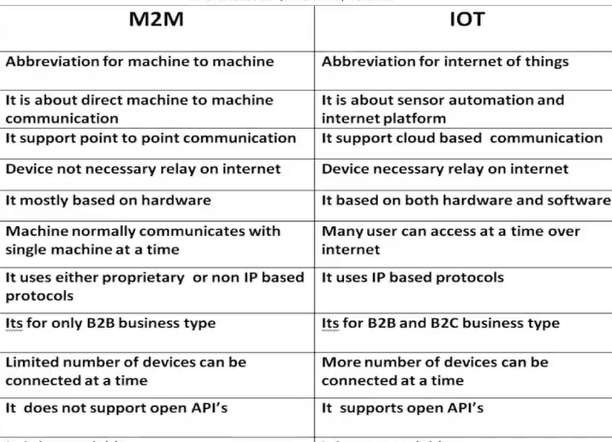 M2M
IOT
Abbreviation for machine to machine
Abbreviation for internet of things
It is about direct machine to machine
communication
It is about sensor automation and
internet platform
It support point to point communication
It support cloud based communication
Device not necessary relay on internet
Device necessary relay on internet
It mostly based on hardware
It based on both hardware and software
Machine normally communicates with
single machine at a time
Many user can access at a time over
internet
It uses either proprietary or non IP based
protocols
It uses IP based protocols
Its for only B2B business type
Its for B2B and B2C business type
Limited number of devices can be
connected at a time
More number of devices can be
connected at a time
It does not support open API's
It supports open API's